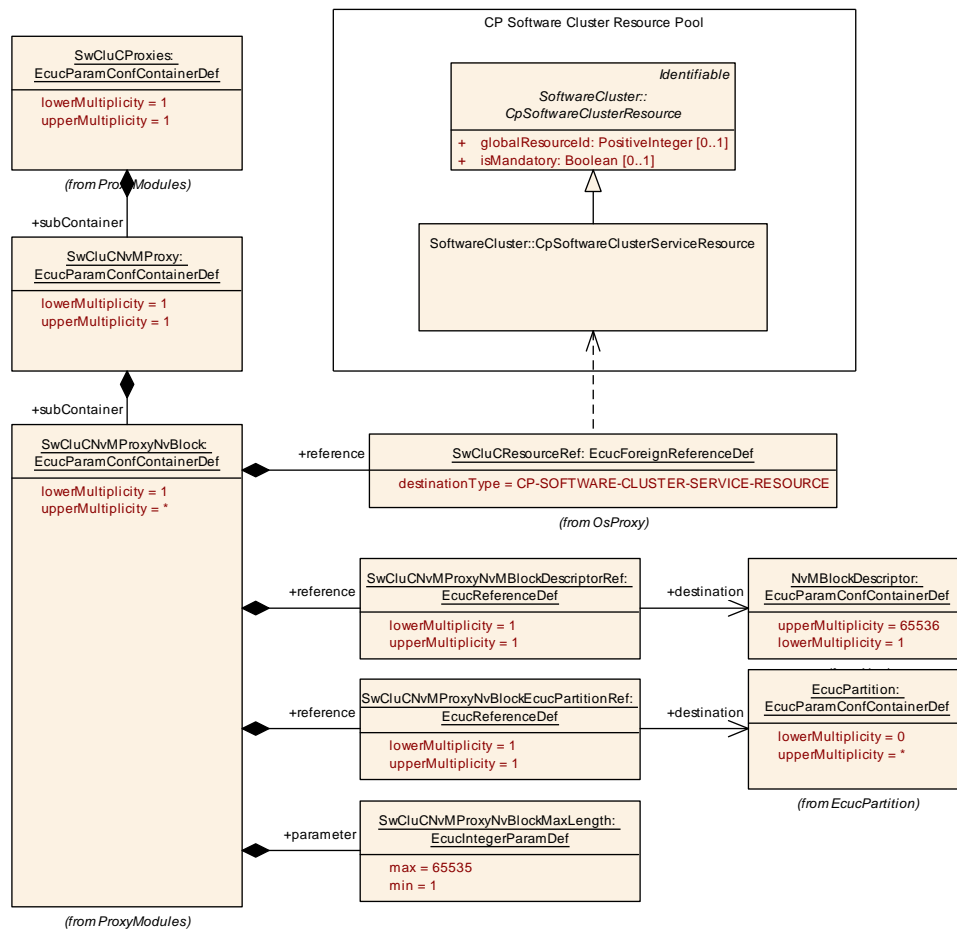 CP Software Cluster Resource Pool
SwCluCProxies:
EcucParamConfContainerDef
lowerMultiplicity = 1
upperMultiplicity = 1
(from ProxyModules)
Identifiable
SoftwareCluster::
CpSoftwareClusterResource
+ globalResourceId: PositiveInteger [0..1]
+ isMandatory: Boolean [0..1]
+subContainer
SwCluCNvMProxy:
EcucParamConfContainerDef
lowerMultiplicity = 1
upperMultiplicity = 1
SoftwareCluster::CpSoftwareClusterServiceResource
+subContainer
SwCluCNvMProxyNvBlock:
EcucParamConfContainerDef
lowerMultiplicity = 1
upperMultiplicity = *
+reference
SwCluCResourceRef: EcucForeignReferenceDef
destinationType = CP-SOFTWARE-CLUSTER-SERVICE-RESOURCE
(from OsProxy)
+reference
SwCluCNvMProxyNvMBlockDescriptorRef:
EcucReferenceDef
lowerMultiplicity = 1
upperMultiplicity = 1
+destination
NvMBlockDescriptor:
EcucParamConfContainerDef
upperMultiplicity = 65536
lowerMultiplicity = 1
+reference
SwCluCNvMProxyNvBlockEcucPartitionRef:
EcucReferenceDef
lowerMultiplicity = 1
upperMultiplicity = 1
+destination
EcucPartition:
EcucParamConfContainerDef
lowerMultiplicity = 0
upperMultiplicity = *
(from EcucPartition)
+parameter
SwCluCNvMProxyNvBlockMaxLength:
EcucIntegerParamDef
max = 65535
min = 1
(from ProxyModules)